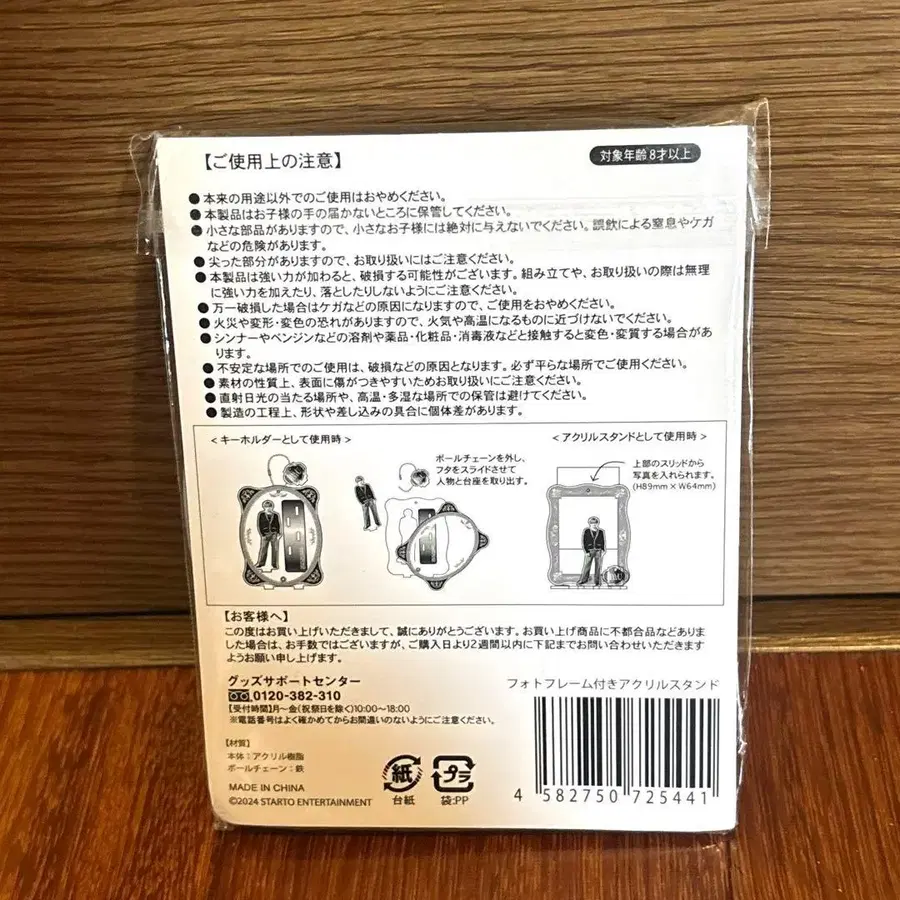 【ご使用上の注意】
対象年齢8才以上
●本来の用途以外でのご使用はおやめください。
●本製品はお子様の手の届かないところに保管してください。
●小さな部品がありますので、小さなお子様には絶対に与えないでください。誤飲による窒息やケガ
などの危険があります。
●尖った部分がありますので、お取り扱いにはご注意ください。
●本製品は強い力が加わると、破損する可能性がございます。組み立てや、お取り扱いの際は無理
に強い力を加えたり、落としたりしないようにご注意ください。
●万一破損した場合はケガなどの原因になりますので、ご使用をおやめください。
●火災や変形・変色の恐れがありますので、火気や高温になるものに近づけないでください。
●シンナーやベンジンなどの溶剤や薬品・化粧品・消毒液などと接触すると変色・変質する場合があ
ります。
●不安定な場所でのご使用は、破損などの原因となります。必ず平らな場所でご使用ください。
●素材の性質上、表面に傷がつきやすいためお取り扱いにご注意ください。
●直射日光の当たる場所や、高温・多湿な場所での保管は避けてください。
●製造の工程上、形状や差し込みの具合に個体差があります。
<キーホルダーとして使用時>
ボールチェーンを外し、
フタをスライドさせて
人物と台座を取り出す。
<アクリルスタンドとして使用時>
上部のスリッドから
写真を入れられます。
(H89mm×W64mm)
【お客様へ】
この度はお買い上げいただきまして、誠にありがとうございます。お買い上げ商品に不都合品などありま
した場合は、お手数ではございますが、ご購入日より2週間以内に下記までお問い合わせいただきます
ようお願い申し上げます。
グッズサポートセンター
0120-382-310
【受付時間】月～金(祝祭日を除く)10:00～18:00
※電話番号はよく確かめてからお間違いのないようにご注意ください。
【材質】
本体：アクリル樹脂
ボールチェーン：鉄
MADE IN CHINA
©2024 STARTO ENTERTAINMENT
紙
台紙
プラ
袋:PP
フォトフレーム付きアクリルスタンド
4 582750 725441